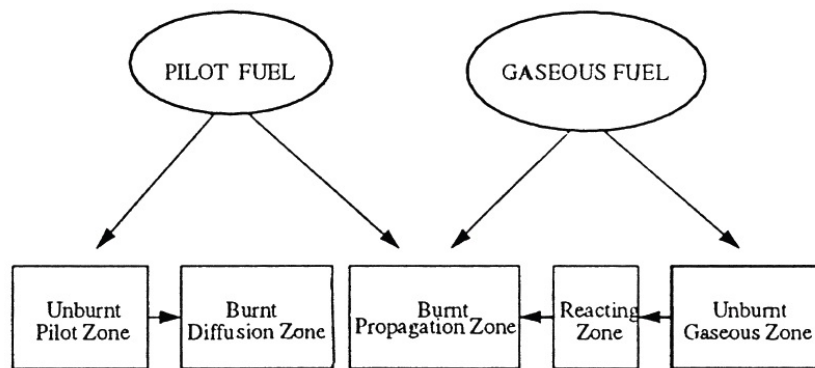 PILOT FUEL
GASEOUS FUEL
Unburnt
Pilot Zone
Burnt
Diffusion Zone
Burnt
Propagation Zone
Reacting
Zone
Unburnt
Gaseous Zone